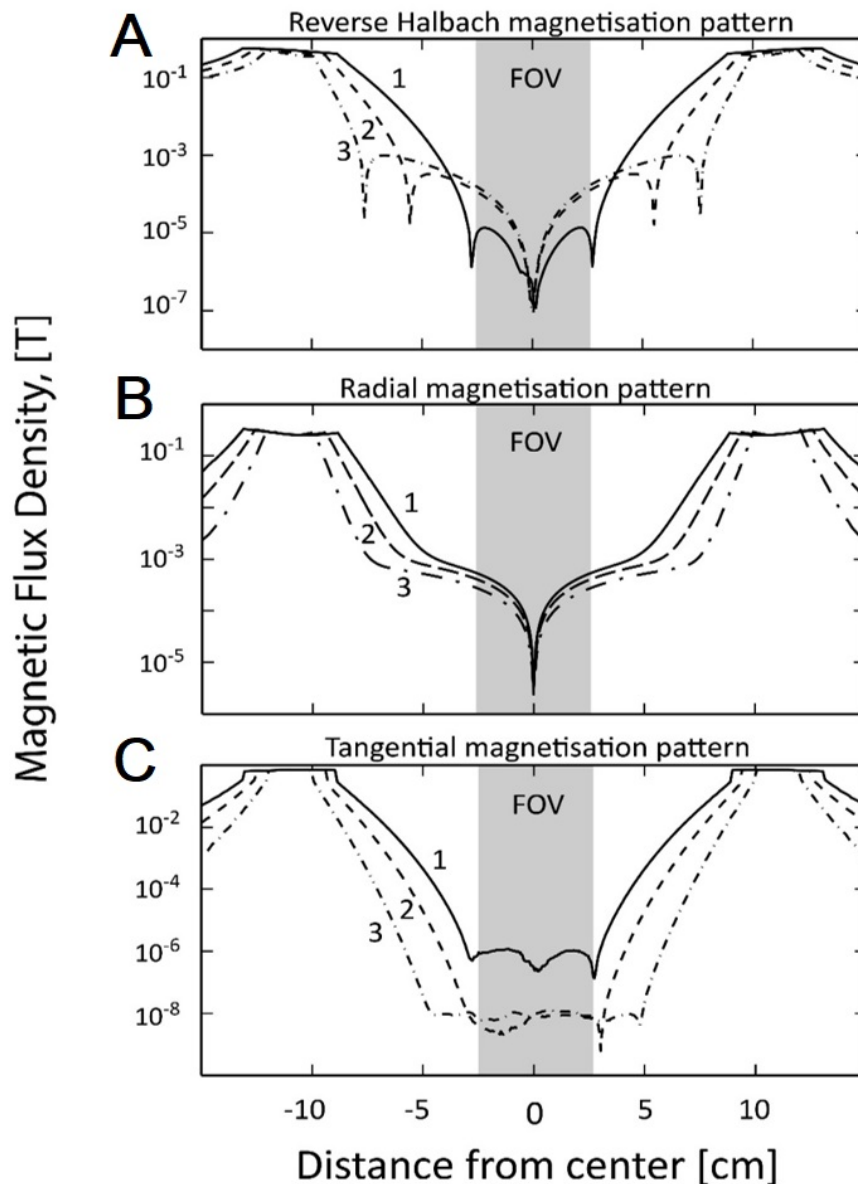 A
Reverse Halbach magnetisation pattern
10-1
10-3
10-5
10-7
1
2
3
FOV
B
Radial magnetisation pattern
10-1
10-3
10-5
1
2
3
FOV
C
Tangential magnetisation pattern
10-2
10-4
10-6
10-8
1
2
3
FOV
Magnetic Flux Density, [T]
-10 -5 0 5 10
Distance from center [cm]